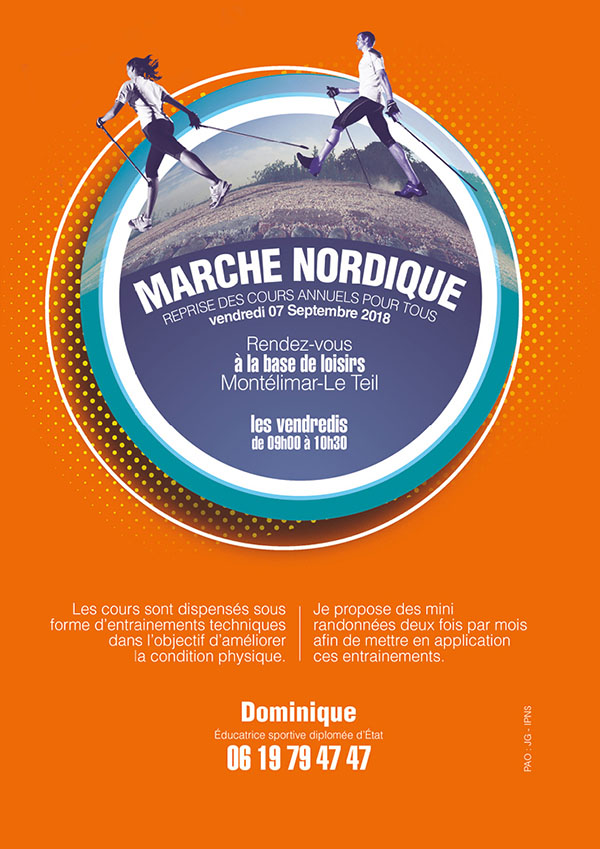 MARCHE NORDIQUE
REPRISE DES COURS ANNUELS POUR TOUS
vendredi 07 Septembre 2018
Rendez-vous
à la base de loisirs
Montélimar-Le Teil
les vendredis
de 09h00 à 10h30
Les cours sont dispensés sous
forme d'entrainements techniques
dans l'objectif d'améliorer
la condition physique.
Je propose des mini
randonnées deux fois par mois
afin de mettre en application
ces entrainements.
Dominique
Éducatrice sportive diplomée d'État
06 19 79 47 47
PAO : JG - IPNS